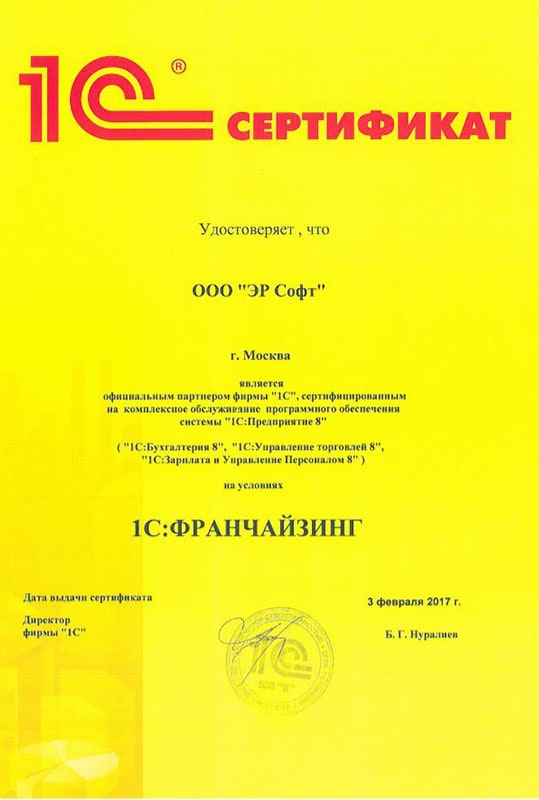 1С® СЕРТИФИКАТ
Удостоверяет , что
ООО "ЭР Софт"
г. Москва
является
официальным партнером фирмы "1С", сертифицированным
на комплексное обслуживание программного обеспечения
системы "1С:Предприятие 8"
( "1С:Бухгалтерия 8", "1С:Управление торговлей 8",
"1С:Зарплата и Управление Персоналом 8" )
на условиях
1С:ФРАНЧАЙЗИНГ
Дата выдачи сертификата
3 февраля 2017 г.
Директор
фирмы "1С"
Б. Г. Нуралиев
1С